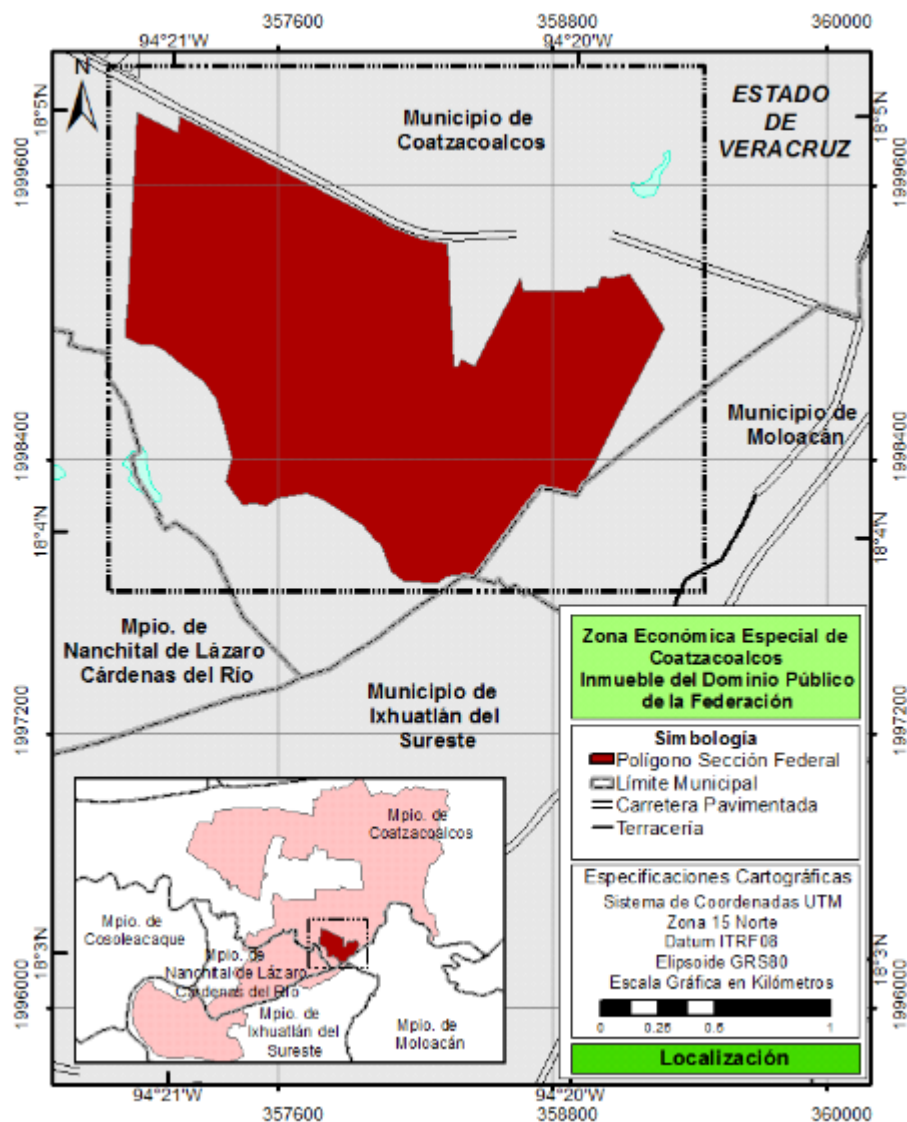 357600
358800
360000
94°21'W
94°20'W
N
18°5'N
18°5'N
1999600
1999600
Municipio de
Coatzacoalcos
ESTADO
DE
VERACRUZ
Municipio de
Moloacán
1998400
1998400
18°4'N
18°4'N
Mpio. de
Nanchital de Lázaro
Cárdenas del Río
Municipio de
Ixhuatlán del
Sureste
1997200
1997200
Zona Económica Especial de
Coatzacoalcos
Inmueble del Dominio Público
de la Federación
Simbología
Polígono Sección Federal
Límite Municipal
Carretera Pavimentada
Terracería
Mpio. de
Coatzacoalcos
Mpio. de
Cosoleacaque
Mpio. de
Nanchital de Lázaro
Cárdenas del Río
Mpio. de
Ixhuatlán del
Sureste
Mpio. de
Moloacán
Especificaciones Cartográficas
Sistema de Coordenadas UTM
Zona 15 Norte
Datum ITRF08
Elipsoide GRS80
Escala Gráfica en Kilómetros
0 0.25 0.5 1
Localización
18°3'N
18°3'N
1996000
1996000
94°21'W
94°20'W
357600
358800
360000